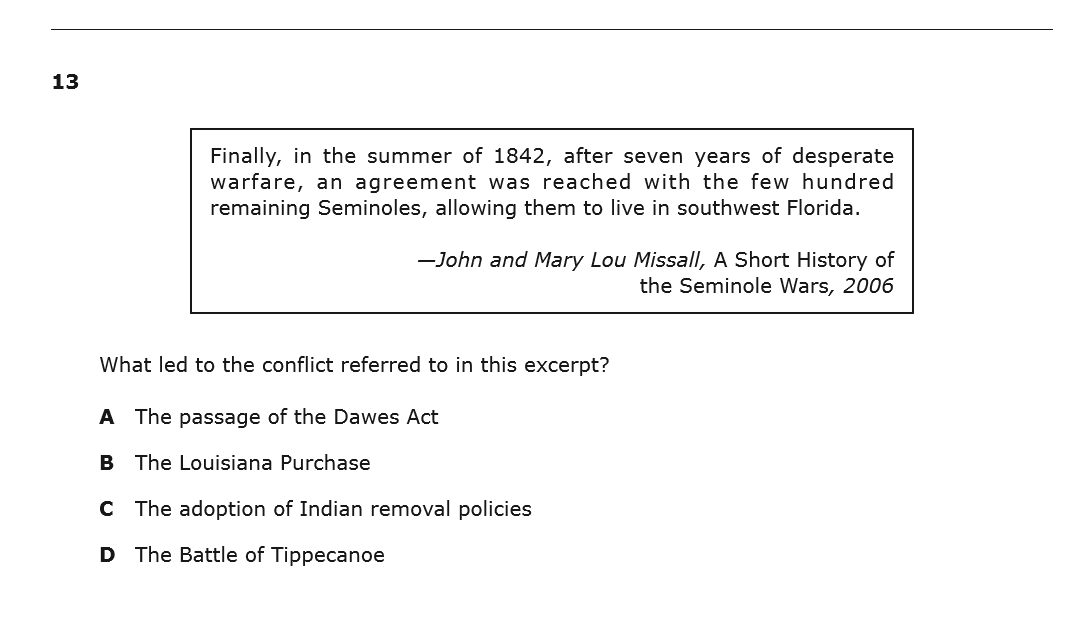 13
Finally, in the summer of 1842, after seven years of desperate
warfare, an agreement was reached with the few hundred
remaining Seminoles, allowing them to live in southwest Florida.
—John and Mary Lou Missall, A Short History of
the Seminole Wars, 2006
What led to the conflict referred to in this excerpt?
A The passage of the Dawes Act
B The Louisiana Purchase
C The adoption of Indian removal policies
D The Battle of Tippecanoe